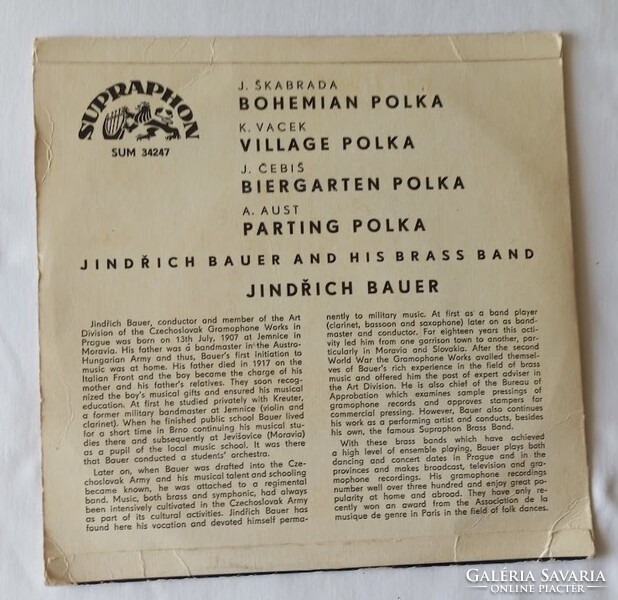 SUPRAPHON
SUM 34247
J. ŠKABRADA
BOHEMIAN POLKA
K. VACEK
VILLAGE POLKA
J. ČEBIŠ
BIERGARTEN POLKA
A. AUST
PARTING POLKA
JINDŘICH BAUER AND HIS BRASS BAND
JINDŘICH BAUER
Jindřich Bauer, conductor and member of the Art
Division of the Czechoslovak Gramophone Works in
Prague was born on 13th July, 1907 at Jemnice in
Moravia. His father was a bandmaster in the Austro-
Hungarian Army and thus, Bauer's first initiation to
music was at home. His father died in 1917 on the
Italian Front and the boy became the charge of his
mother and his father's relatives. They soon recog-
nized the boy's musical gifts and ensured his musical
education. At first he studied privately with Kreuter,
a former military bandmaster at Jemnice (violin and
clarinet). When he finished public school Bauer lived
for a short time in Brno continuing his musical stu-
dies there and subsequently at Jevišovice (Moravia)
as a pupil of the local music school. It was there
that Bauer conducted a students' orchestra.
Later on, when Bauer was drafted into the Cze-
choslovak Army and his musical talent and schooling
became known, he was attached to a regimental
band. Music, both brass and symphonic, had always
been intensively cultivated in the Czechoslovak Army
as part of its cultural activities. Jindřich Bauer has
found here his vocation and devoted himself perma-
nently to military music. At first as a band player
(clarinet, bassoon and saxophone) later on as band-
master and conductor. For eighteen years this acti-
vity led him from one garrison town to another, par-
ticularly in Moravia and Slovakia. After the second
World War the Gramophone Works availed themsel-
ves of Bauer's rich experience in the field of brass
music and offered him the past of expert adviser in
the Art Division. He is also chief of the Bureau of
Approbation which examines sample pressings of
gramophone records and approves stampers for
commercial pressing. However, Bauer also continues
his work as a performing artist and conducts, besides
his own, the famous Supraphon Brass Band.
With these brass bands which have achieved
a high level of ensemble playing, Bauer plays both
dancing and concert dates in Prague and in the
provinces and makes broadcast, television and gra-
mophone recordings. His gramophone recordings
number well over three hundred and enjoy great po-
pularity at home and abroad. They have only re-
cently won an award from the Association de la
musique de genre in Paris in the field of folk dances.
GALÉRIA SAVARIA
ONLINE PIACTÉR